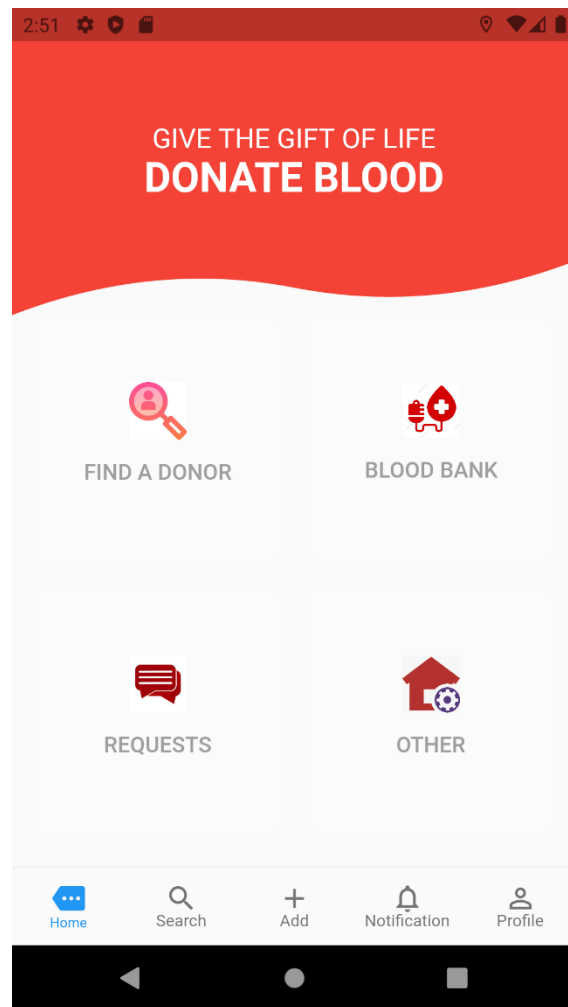 2:51
GIVE THE GIFT OF LIFE
DONATE BLOOD
FIND A DONOR
BLOOD BANK
REQUESTS
OTHER
Home
Search
Add
Notification
Profile